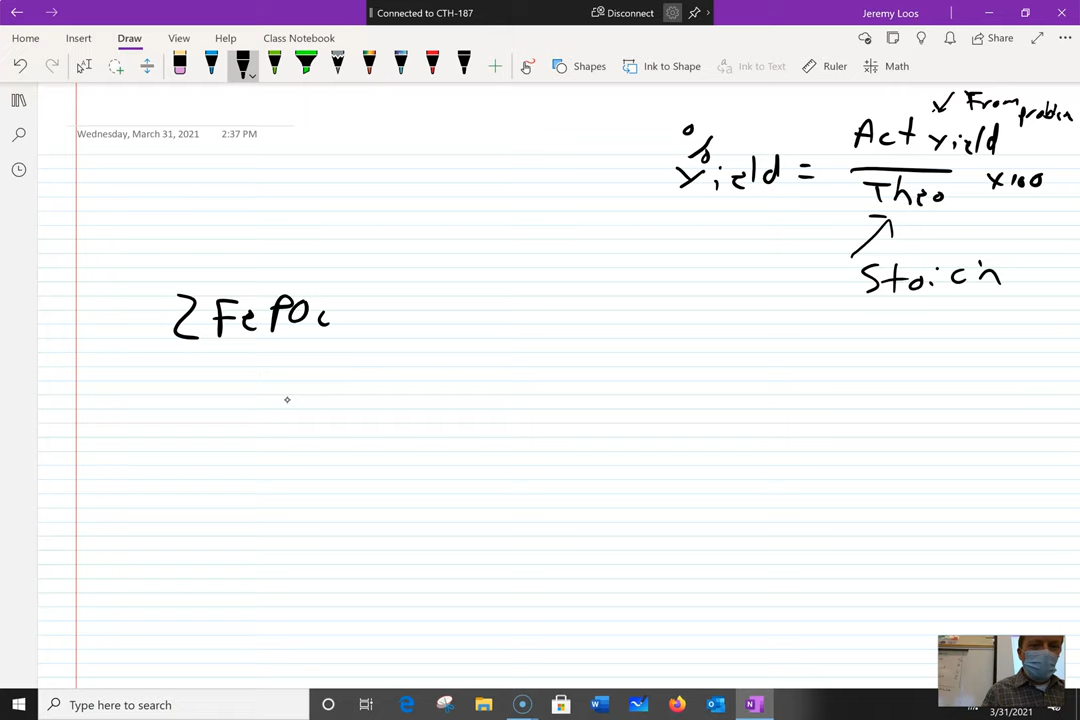 Connected to CTH-187
Disconnect
Jeremy Loos
Home Insert Draw View Help Class Notebook
Share
Shapes
Ink to Shape
Ink to Text
Ruler
Math
Wednesday, March 31, 2021 2:37 PM
From problem
% Yield = Act yield
Theo x100
Stoich
2 FePO
Type here to search
3/31/2021